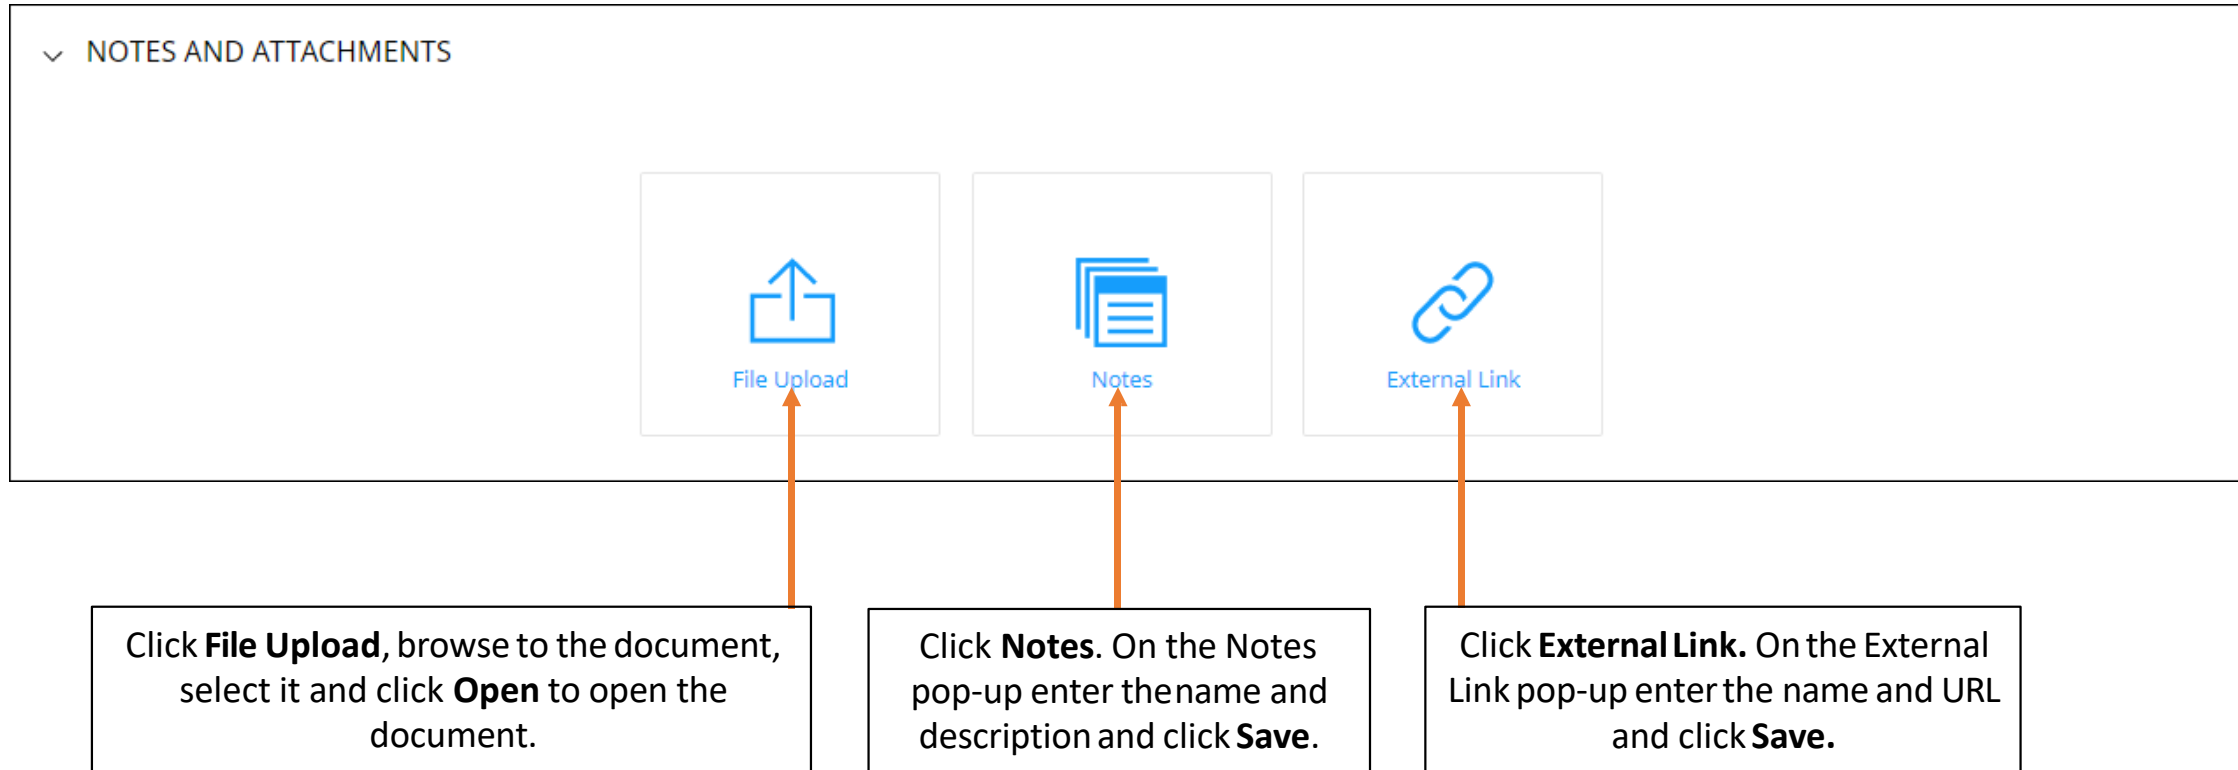 NOTES AND ATTACHMENTS
File Upload
Notes
External Link
Click File Upload, browse to the document,
select it and click Open to open the
document.
Click Notes. On the Notes
pop-up enter thename and
description and click Save.
Click External Link. On the External
Link pop-up enter the name and URL
and click Save.